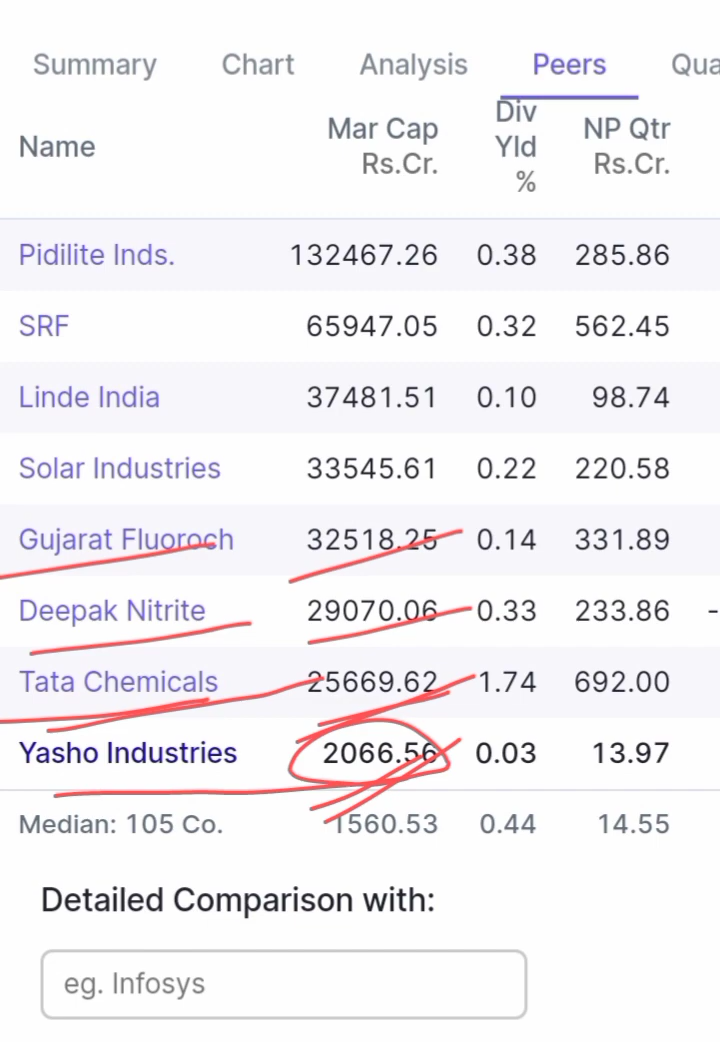 Summary Chart Analysis Peers Qua
Name Mar Cap Rs.Cr. Div Yld % NP Qtr Rs.Cr.
Pidilite Inds. 132467.26 0.38 285.86
SRF 65947.05 0.32 562.45
Linde India 37481.51 0.10 98.74
Solar Industries 33545.61 0.22 220.58
Gujarat Fluoroch 32518.25 0.14 331.89
Deepak Nitrite 29070.06 0.33 233.86 -
Tata Chemicals 25669.62 1.74 692.00
Yasho Industries 2066.56 0.03 13.97
Median: 105 Co. 1560.53 0.44 14.55
Detailed Comparison with:
eg. Infosys